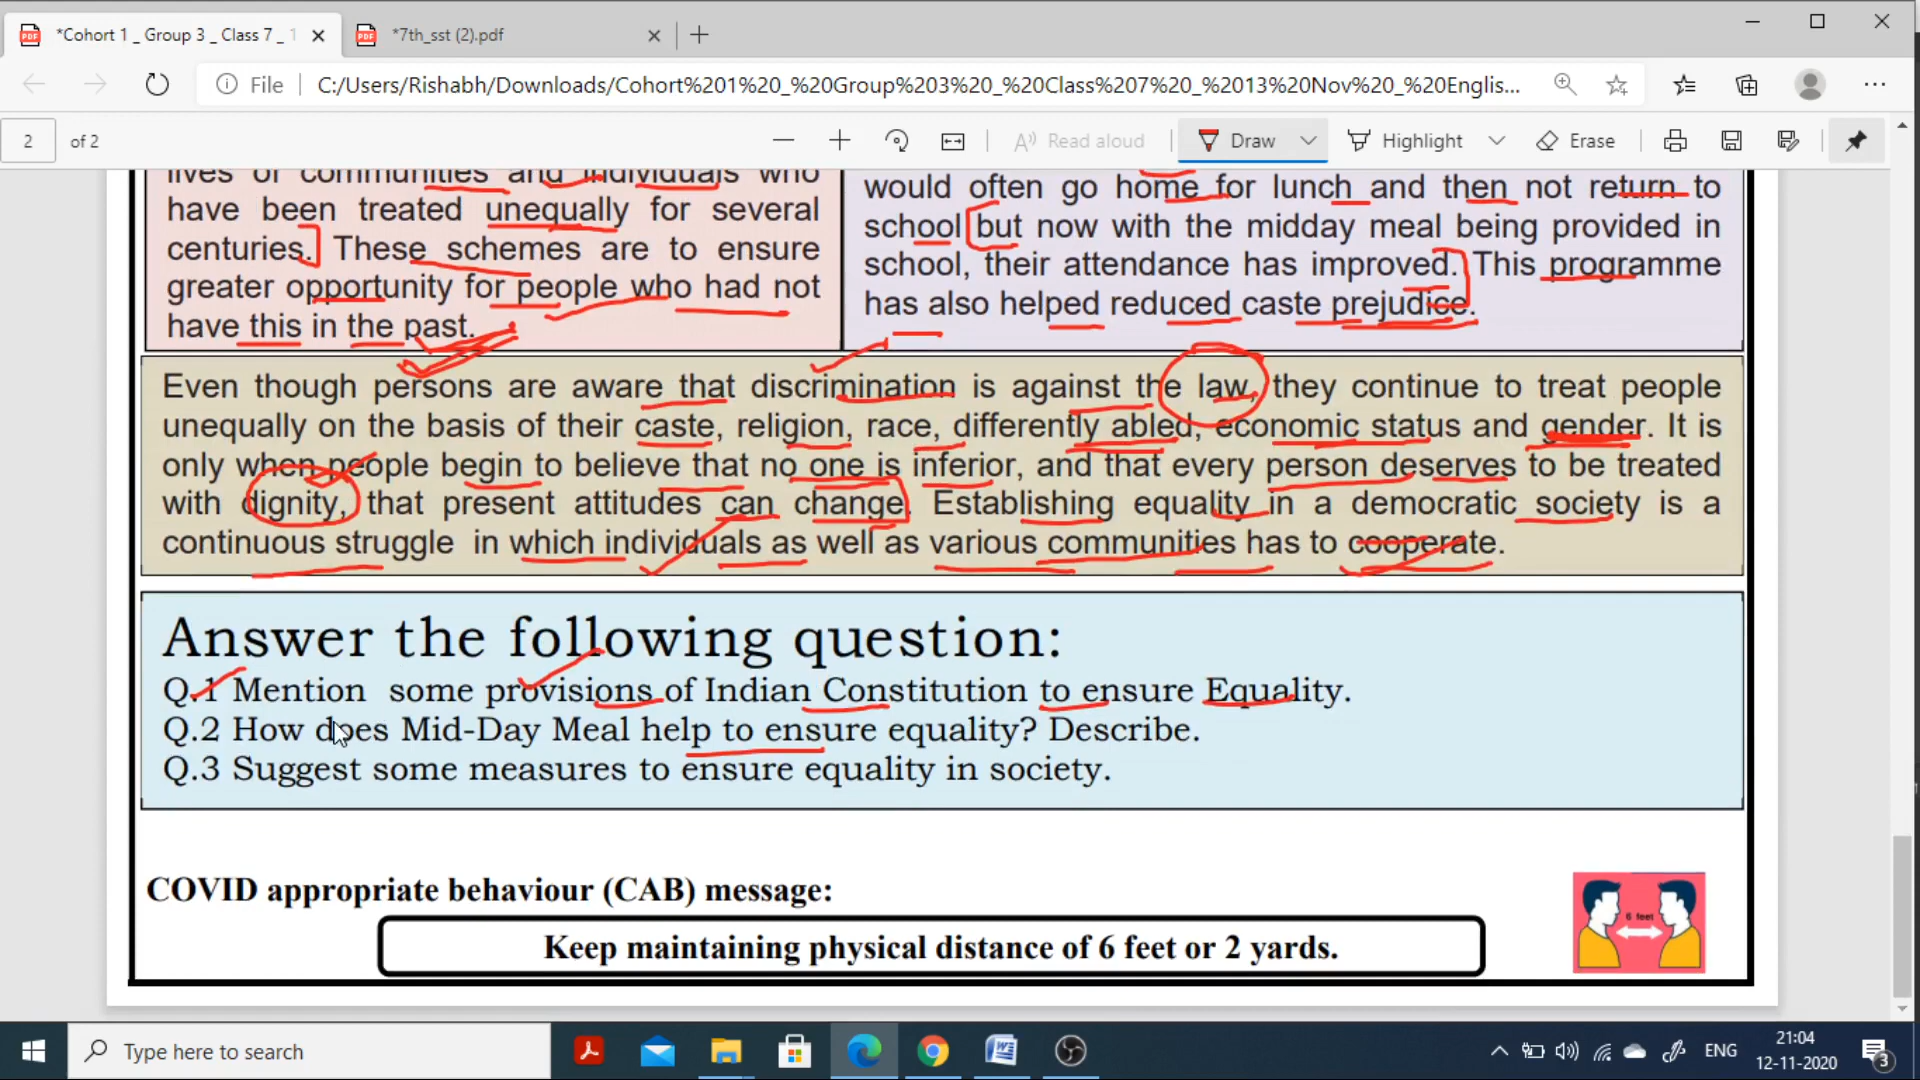 *Cohort 1 _ Group 3 _ Class 7 _ 1
*7th_sst (2).pdf
File
C:/Users/Rishabh/Downloads/Cohort%201%20_%20Group%203%20_%20Class%207%20_%2013%20Nov%20_%20Englis...
2 of 2
Read aloud
Draw
Highlight
Erase
lives of communities and individuals who
have been treated unequally for several
centuries. These schemes are to ensure
greater opportunity for people who had not
have this in the past.
would often go home for lunch and then not return to
school but now with the midday meal being provided in
school, their attendance has improved. This programme
has also helped reduced caste prejudice.
Even though persons are aware that discrimination is against the law, they continue to treat people
unequally on the basis of their caste, religion, race, differently abled, economic status and gender. It is
only when people begin to believe that no one is inferior, and that every person deserves to be treated
with dignity, that present attitudes can change. Establishing equality in a democratic society is a
continuous struggle in which individuals as well as various communities has to cooperate.
Answer the following question:
Q.1 Mention some provisions of Indian Constitution to ensure Equality.
Q.2 How does Mid-Day Meal help to ensure equality? Describe.
Q.3 Suggest some measures to ensure equality in society.
COVID appropriate behaviour (CAB) message:
6 feet
Keep maintaining physical distance of 6 feet or 2 yards.
Type here to search
ENG
21:04
12-11-2020
3